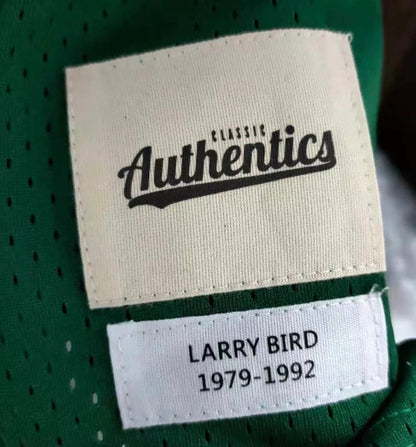 CLASSIC
Authentics
LARRY BIRD
1979-1992